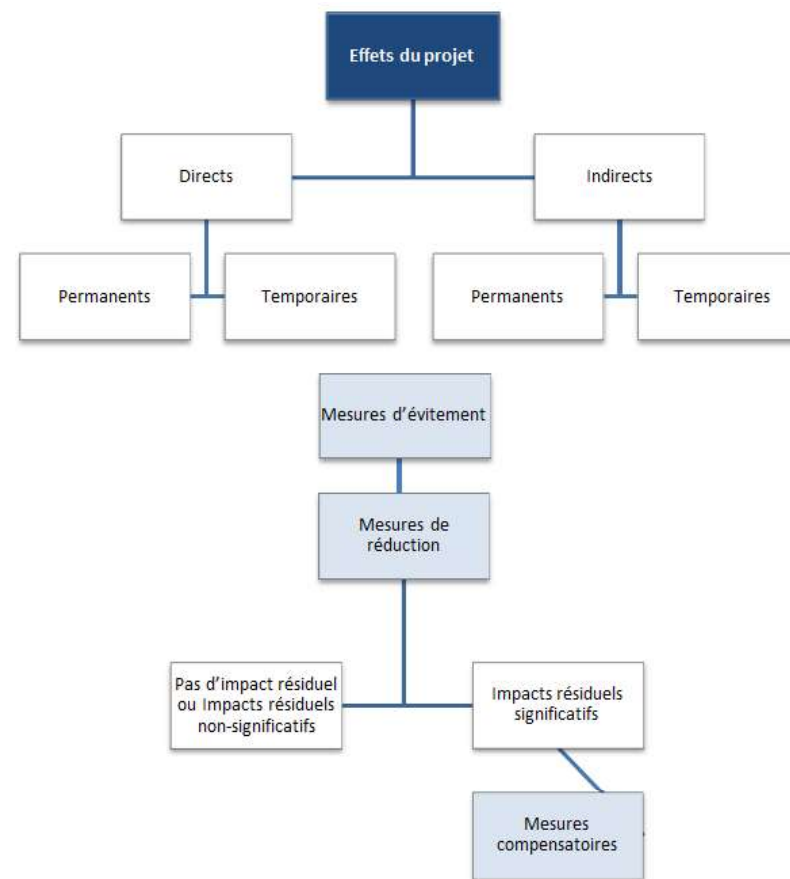 Effets du projet
Directs
Indirects
Permanents
Temporaires
Permanents
Temporaires
Mesures d'évitement
Mesures de
réduction
Pas d'impact résiduel
ou Impacts résiduels
non-significatifs
Impacts résiduels
significatifs
Mesures
compensatoires